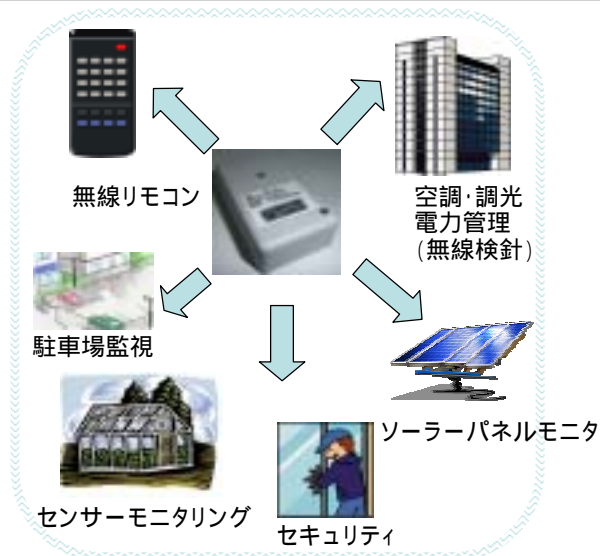 無線リモコン
空調・調光
電力管理
(無線検針)
駐車場監視
ソーラーパネルモニタ
センサーモニタリング
セキュリティ